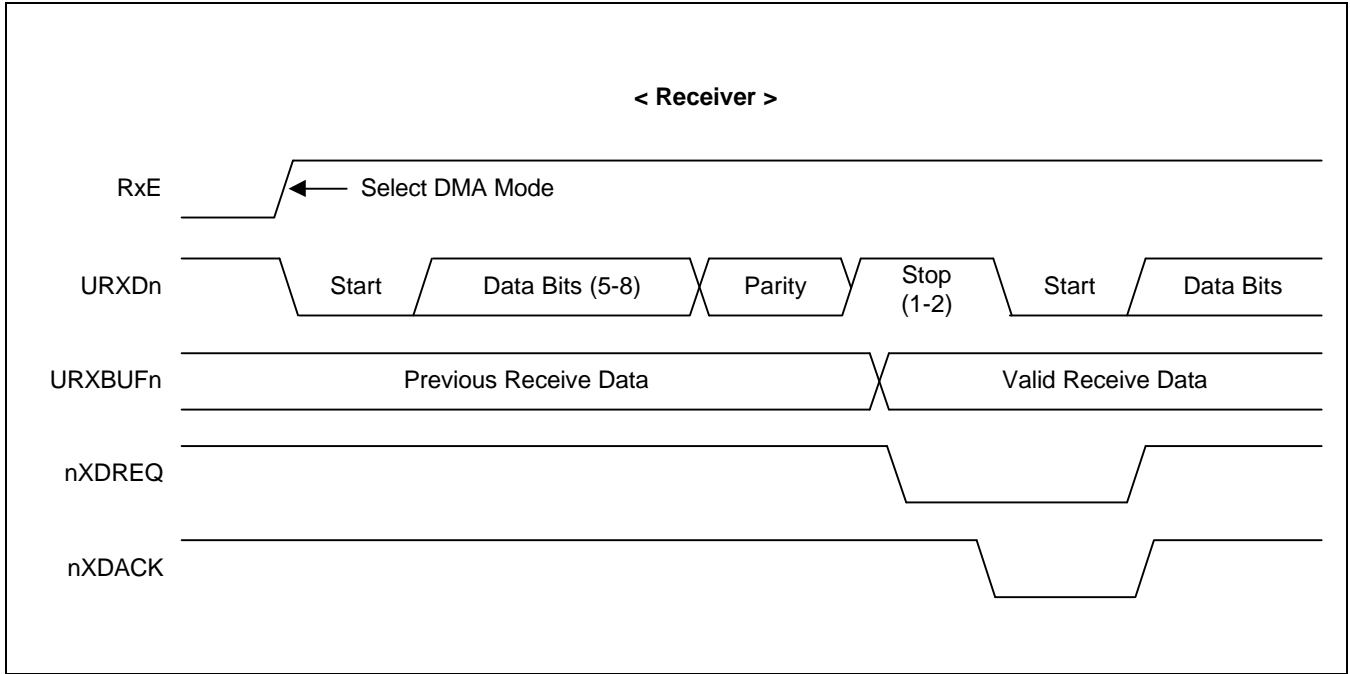 < Receiver >
RxE
Select DMA Mode
URXDn
Start
Data Bits (5-8)
Parity
Stop
(1-2)
Start
Data Bits
URXBUFn
Previous Receive Data
Valid Receive Data
nXDREQ
nXDACK